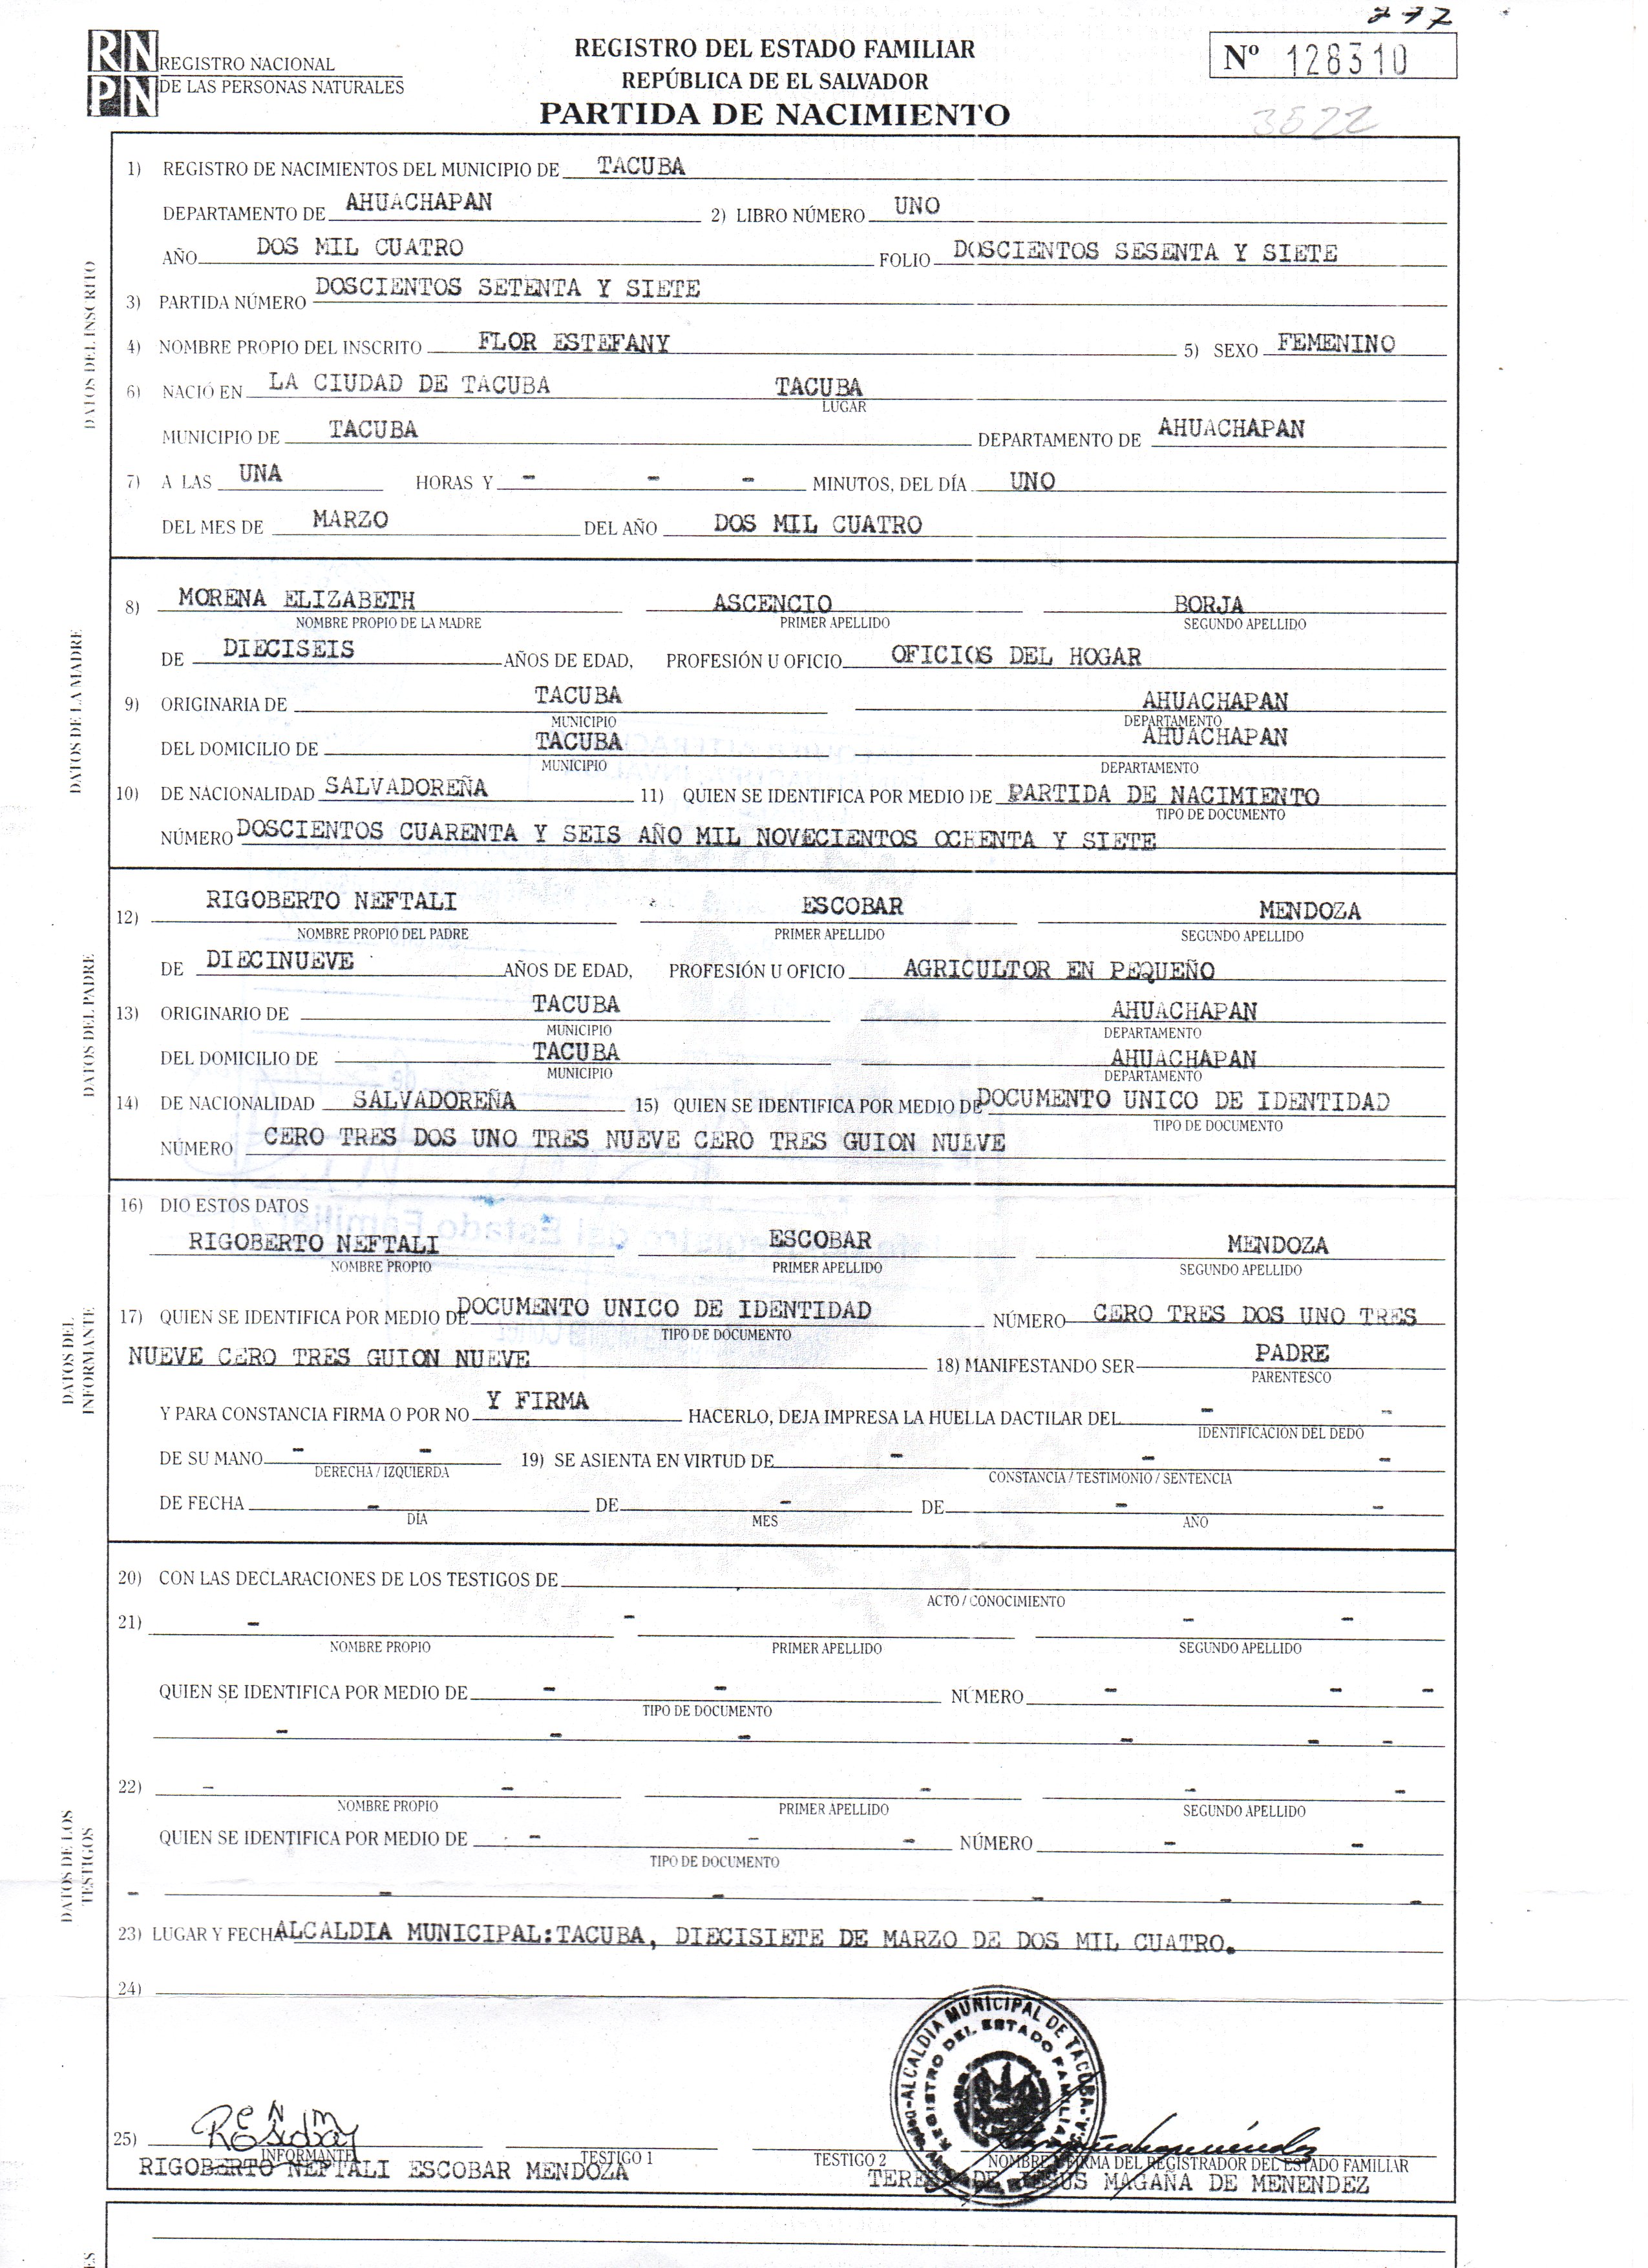 277
RN PN REGISTRO NACIONAL DE LAS PERSONAS NATURALES
REGISTRO DEL ESTADO FAMILIAR
REPÚBLICA DE EL SALVADOR
PARTIDA DE NACIMIENTO
Nº 128310
3622
DATOS DEL INSCRITO
1) REGISTRO DE NACIMIENTOS DEL MUNICIPIO DE TACUBA
DEPARTAMENTO DE AHUACHAPAN 2) LIBRO NÚMERO UNO
AÑO DOS MIL CUATRO FOLIO DOSCIENTOS SESENTA Y SIETE
3) PARTIDA NÚMERO DOSCIENTOS SETENTA Y SIETE
4) NOMBRE PROPIO DEL INSCRITO FLOR ESTEFANY 5) SEXO FEMENINO
6) NACIÓ EN LA CIUDAD DE TACUBA TACUBA
LUGAR
MUNICIPIO DE TACUBA DEPARTAMENTO DE AHUACHAPAN
7) A LAS UNA HORAS Y - - - MINUTOS, DEL DÍA UNO
DEL MES DE MARZO DEL AÑO DOS MIL CUATRO
DATOS DE LA MADRE
8) MORENA ELIZABETH ASCENCIO BORJA
NOMBRE PROPIO DE LA MADRE PRIMER APELLIDO SEGUNDO APELLIDO
DE DIECISEIS AÑOS DE EDAD, PROFESIÓN U OFICIO OFICIOS DEL HOGAR
9) ORIGINARIA DE TACUBA AHUACHAPAN
MUNICIPIO DEPARTAMENTO
DEL DOMICILIO DE TACUBA AHUACHAPAN
MUNICIPIO DEPARTAMENTO
10) DE NACIONALIDAD SALVADOREÑA 11) QUIEN SE IDENTIFICA POR MEDIO DE PARTIDA DE NACIMIENTO
TIPO DE DOCUMENTO
NÚMERO DOSCIENTOS CUARENTA Y SEIS AÑO MIL NOVECIENTOS OCHENTA Y SIETE
DATOS DEL PADRE
12) RIGOBERTO NEFTALI ESCOBAR MENDOZA
NOMBRE PROPIO DEL PADRE PRIMER APELLIDO SEGUNDO APELLIDO
DE DIECINUEVE AÑOS DE EDAD, PROFESIÓN U OFICIO AGRICULTOR EN PEQUEÑO
13) ORIGINARIO DE TACUBA AHUACHAPAN
MUNICIPIO DEPARTAMENTO
DEL DOMICILIO DE TACUBA AHUACHAPAN
MUNICIPIO DEPARTAMENTO
14) DE NACIONALIDAD SALVADOREÑA 15) QUIEN SE IDENTIFICA POR MEDIO DE DOCUMENTO UNICO DE IDENTIDAD
TIPO DE DOCUMENTO
NÚMERO CERO TRES DOS UNO TRES NUEVE CERO TRES GUION NUEVE
DATOS DEL INFORMANTE
16) DIO ESTOS DATOS
RIGOBERTO NEFTALI ESCOBAR MENDOZA
NOMBRE PROPIO PRIMER APELLIDO SEGUNDO APELLIDO
17) QUIEN SE IDENTIFICA POR MEDIO DE DOCUMENTO UNICO DE IDENTIDAD NÚMERO CERO TRES DOS UNO TRES
TIPO DE DOCUMENTO
NUEVE CERO TRES GUION NUEVE 18) MANIFESTANDO SER PADRE
PARENTESCO
Y PARA CONSTANCIA FIRMA O POR NO Y FIRMA HACERLO, DEJA IMPRESA LA HUELLA DACTILAR DEL - -
IDENTIFICACION DEL DEDO
DE SU MANO - - 19) SE ASIENTA EN VIRTUD DE - - -
DERECHA / IZQUIERDA CONSTANCIA / TESTIMONIO / SENTENCIA
DE FECHA - DE - DE - -
DIA MES AÑO
DATOS DE LOS TESTIGOS
20) CON LAS DECLARACIONES DE LOS TESTIGOS DE
ACTO / CONOCIMIENTO
21) - - - -
NOMBRE PROPIO PRIMER APELLIDO SEGUNDO APELLIDO
QUIEN SE IDENTIFICA POR MEDIO DE - - NÚMERO - - -
TIPO DE DOCUMENTO
- - - - - -
22) - - - - -
NOMBRE PROPIO PRIMER APELLIDO SEGUNDO APELLIDO
QUIEN SE IDENTIFICA POR MEDIO DE - - - NÚMERO - -
TIPO DE DOCUMENTO
- - - - - -
23) LUGAR Y FECHA ALCALDIA MUNICIPAL:TACUBA, DIECISIETE DE MARZO DE DOS MIL CUATRO.
24)
ALCALDIA MUNICIPAL DE TACUBA
REGISTRO DEL ESTADO FAMILIAR
25)
INFORMANTE TESTIGO 1 TESTIGO 2 NOMBRE Y FIRMA DEL REGISTRADOR DEL ESTADO FAMILIAR
RIGOBERTO NEFTALI ESCOBAR MENDOZA TERESA DE JESUS MAGAÑA DE MENENDEZ